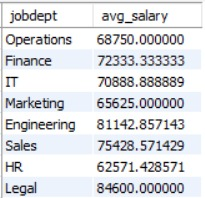 jobdept avg_salary
Operations 68750.000000
Finance 72333.333333
IT 70888.888889
Marketing 65625.000000
Engineering 81142.857143
Sales 75428.571429
HR 62571.428571
Legal 84600.000000